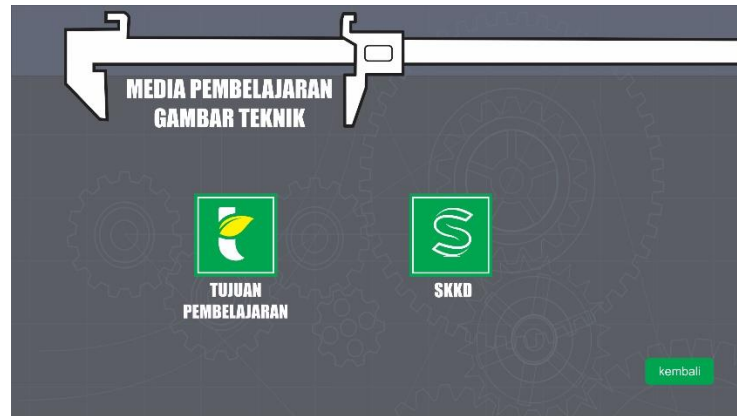 MEDIA PEMBELAJARAN
GAMBAR TEKNIK
t
S
TUJUAN
PEMBELAJARAN
SKKD
kembali